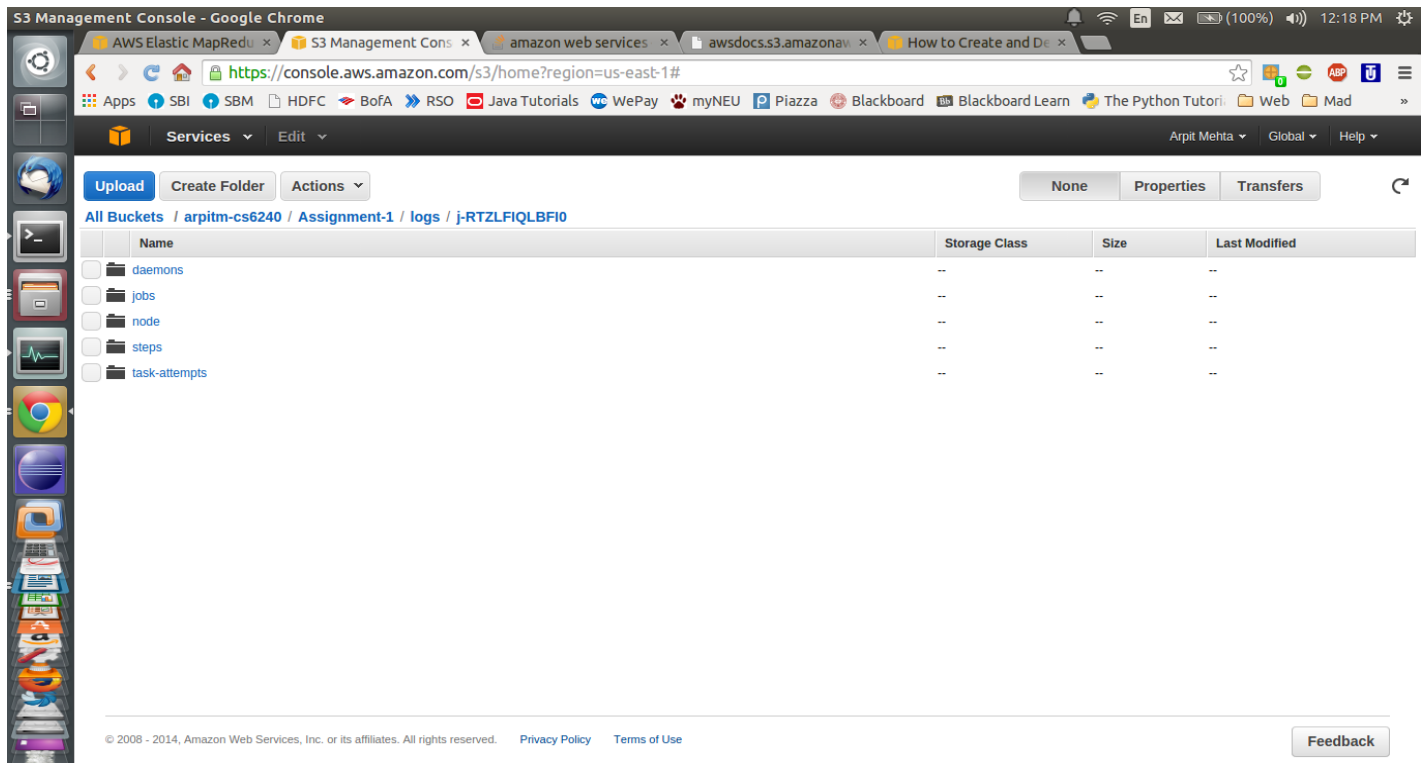 S3 Management Console - Google Chrome En (100%) 12:18 PM
AWS Elastic MapRedu × S3 Management Cons × amazon web services × awsdocs.s3.amazonaw × How to Create and De ×
https://console.aws.amazon.com/s3/home?region=us-east-1#
Apps SBI SBM HDFC BofA RSO Java Tutorials WePay myNEU Piazza Blackboard Blackboard Learn The Python Tutori Web Mad »
Services Edit Arpit Mehta Global Help
Upload Create Folder Actions None Properties Transfers
All Buckets / arpitm-cs6240 / Assignment-1 / logs / j-RTZLFIQLBFI0
Name Storage Class Size Last Modified
daemons -- -- --
jobs -- -- --
node -- -- --
steps -- -- --
task-attempts -- -- --
© 2008 - 2014, Amazon Web Services, Inc. or its affiliates. All rights reserved. Privacy Policy Terms of Use
Feedback